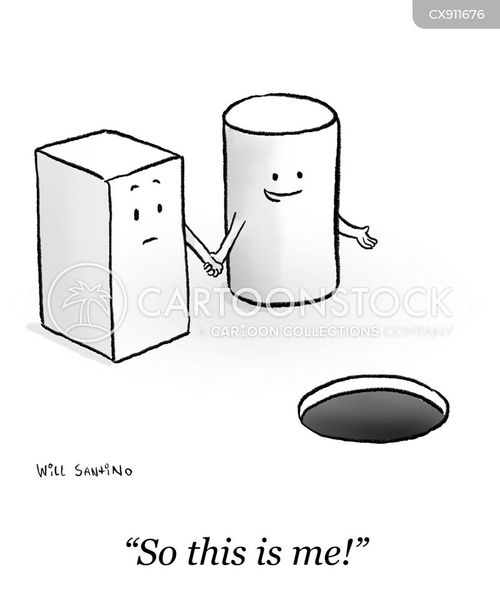 CX911676
CARTOONSTOCK
A CARTOON COLLECTIONS COMPANY
WILL SANTINO
“So this is me!”